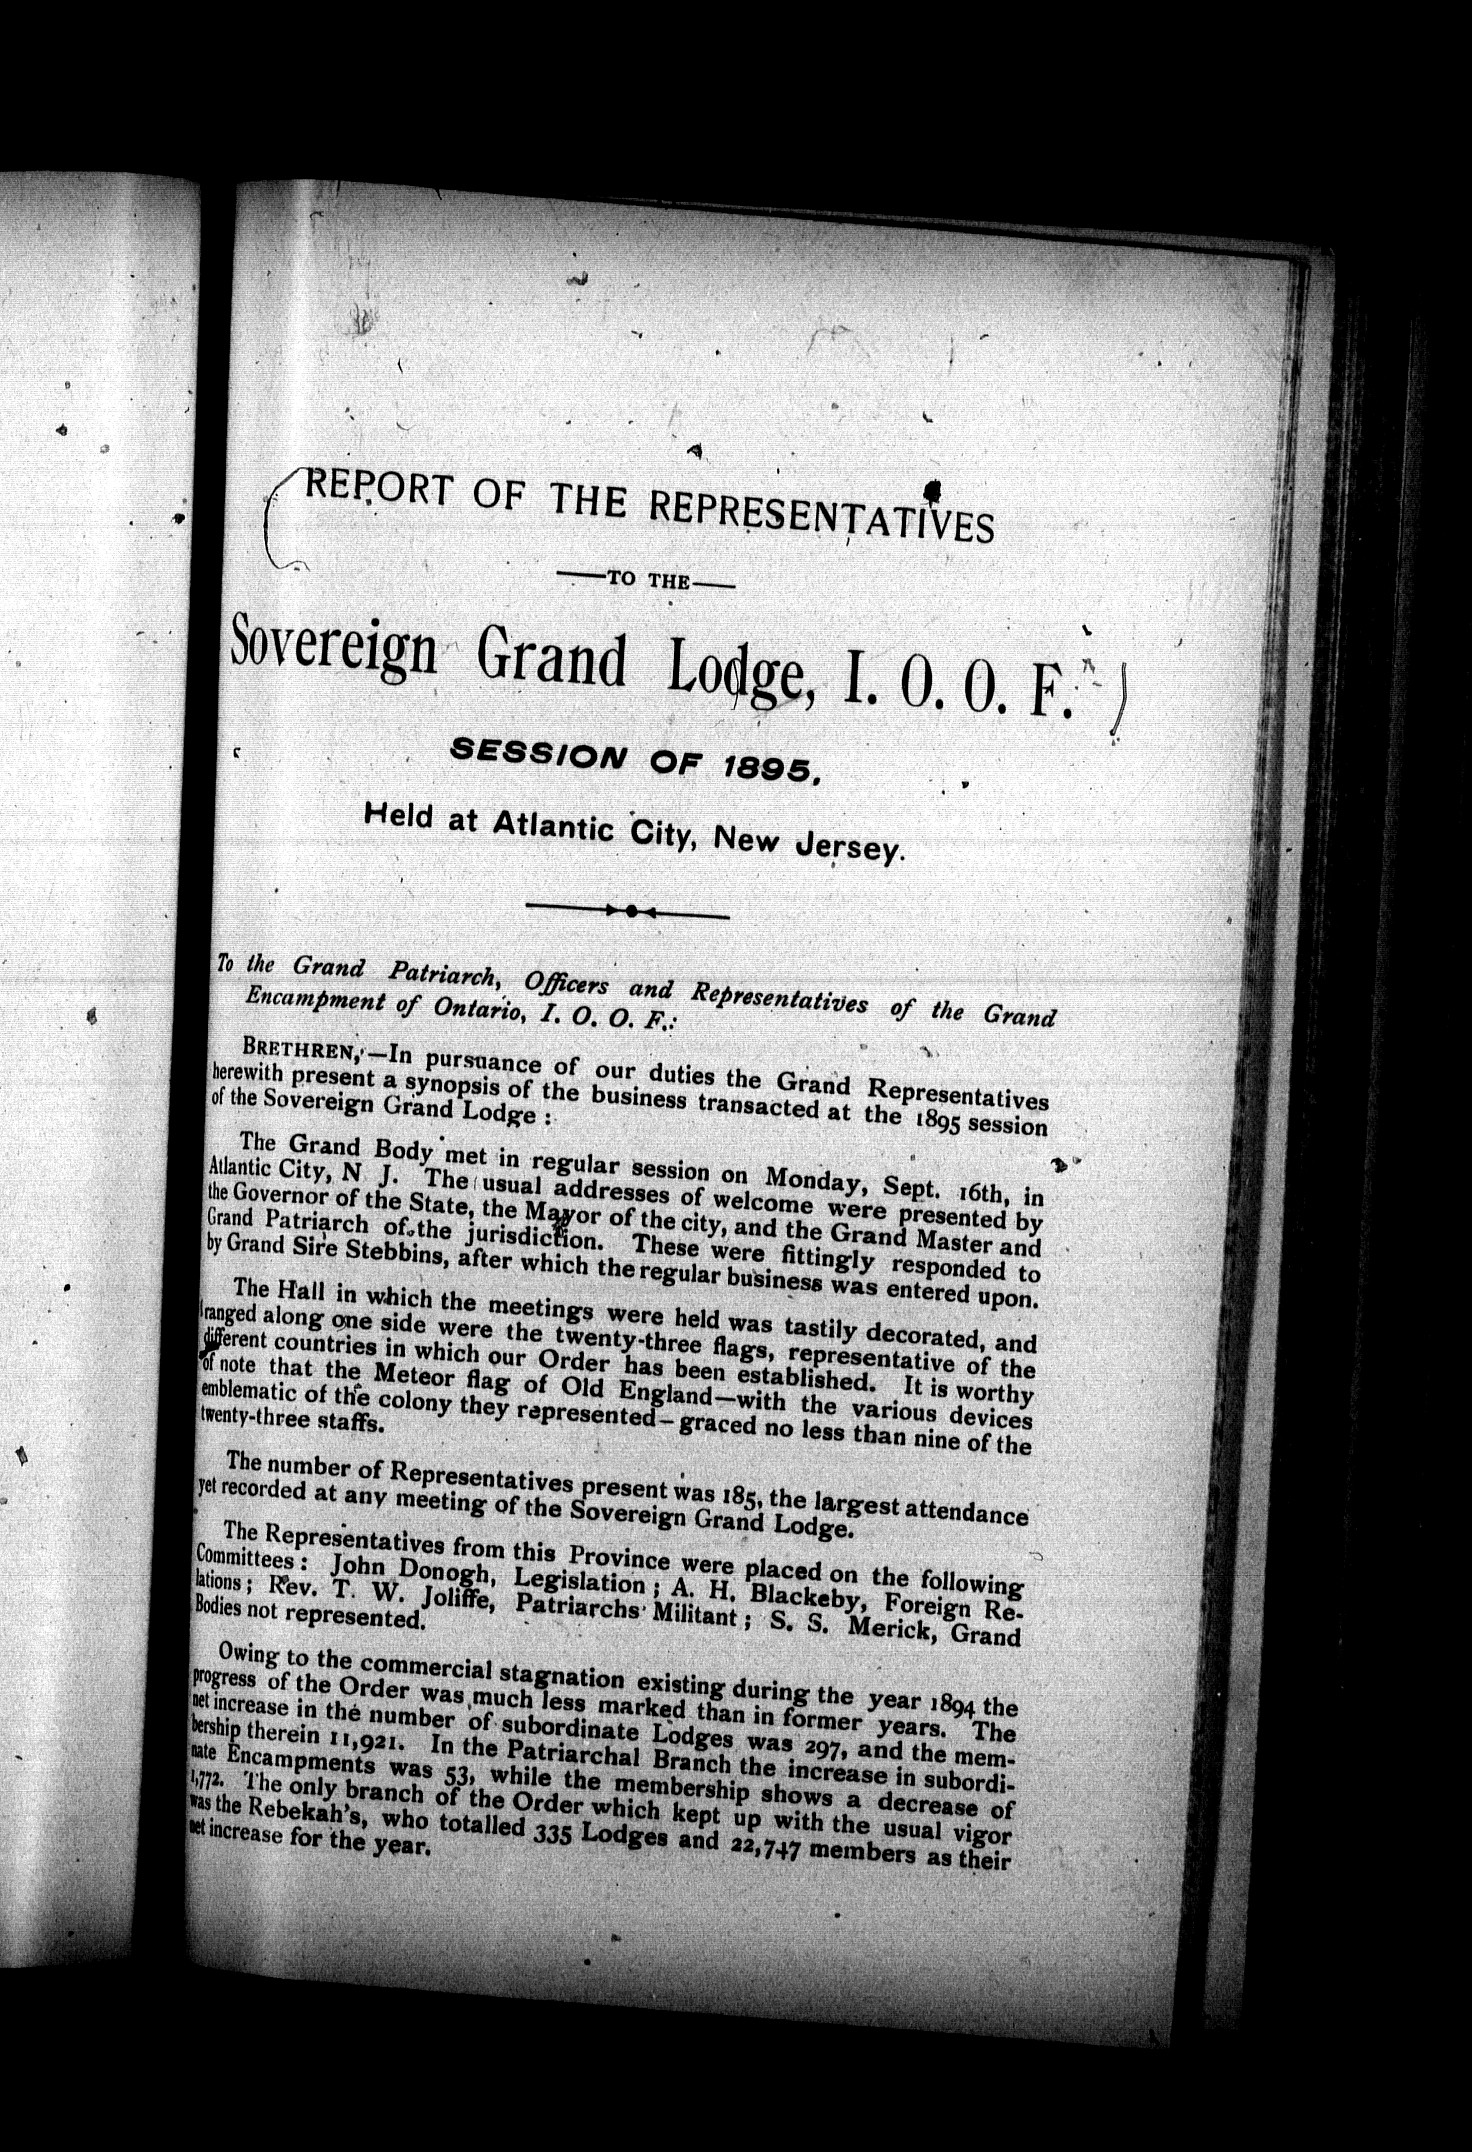 REPORT OF THE REPRESENTATIVES
—TO THE—
Sovereign Grand Lodge, I. O. O. F.
SESSION OF 1895.
Held at Atlantic City, New Jersey.
To the Grand Patriarch, Officers and Representatives of the Grand
Encampment of Ontario, I. O. O. F.:
BRETHREN,—In pursuance of our duties the Grand Representatives
herewith present a synopsis of the business transacted at the 1895 session
of the Sovereign Grand Lodge :
The Grand Body met in regular session on Monday, Sept. 16th, in
Atlantic City, N J. The usual addresses of welcome were presented by
the Governor of the State, the Mayor of the city, and the Grand Master and
Grand Patriarch of the jurisdiction. These were fittingly responded to
by Grand Sire Stebbins, after which the regular business was entered upon.
The Hall in which the meetings were held was tastily decorated, and
ranged along one side were the twenty-three flags, representative of the
different countries in which our Order has been established. It is worthy
of note that the Meteor flag of Old England—with the various devices
emblematic of the colony they represented—graced no less than nine of the
twenty-three staffs.
The number of Representatives present was 185, the largest attendance
yet recorded at any meeting of the Sovereign Grand Lodge.
The Representatives from this Province were placed on the following
Committees : John Donogh, Legislation ; A. H. Blackeby, Foreign Re-
lations ; Rev. T. W. Joliffe, Patriarchs Militant ; S. S. Merick, Grand
Bodies not represented.
Owing to the commercial stagnation existing during the year 1894 the
progress of the Order was much less marked than in former years. The
net increase in the number of subordinate Lodges was 297, and the mem-
bership therein 11,921. In the Patriarchal Branch the increase in subordi-
nate Encampments was 53, while the membership shows a decrease of
1,772. The only branch of the Order which kept up with the usual vigor
was the Rebekah's, who totalled 335 Lodges and 22,747 members as their
net increase for the year.